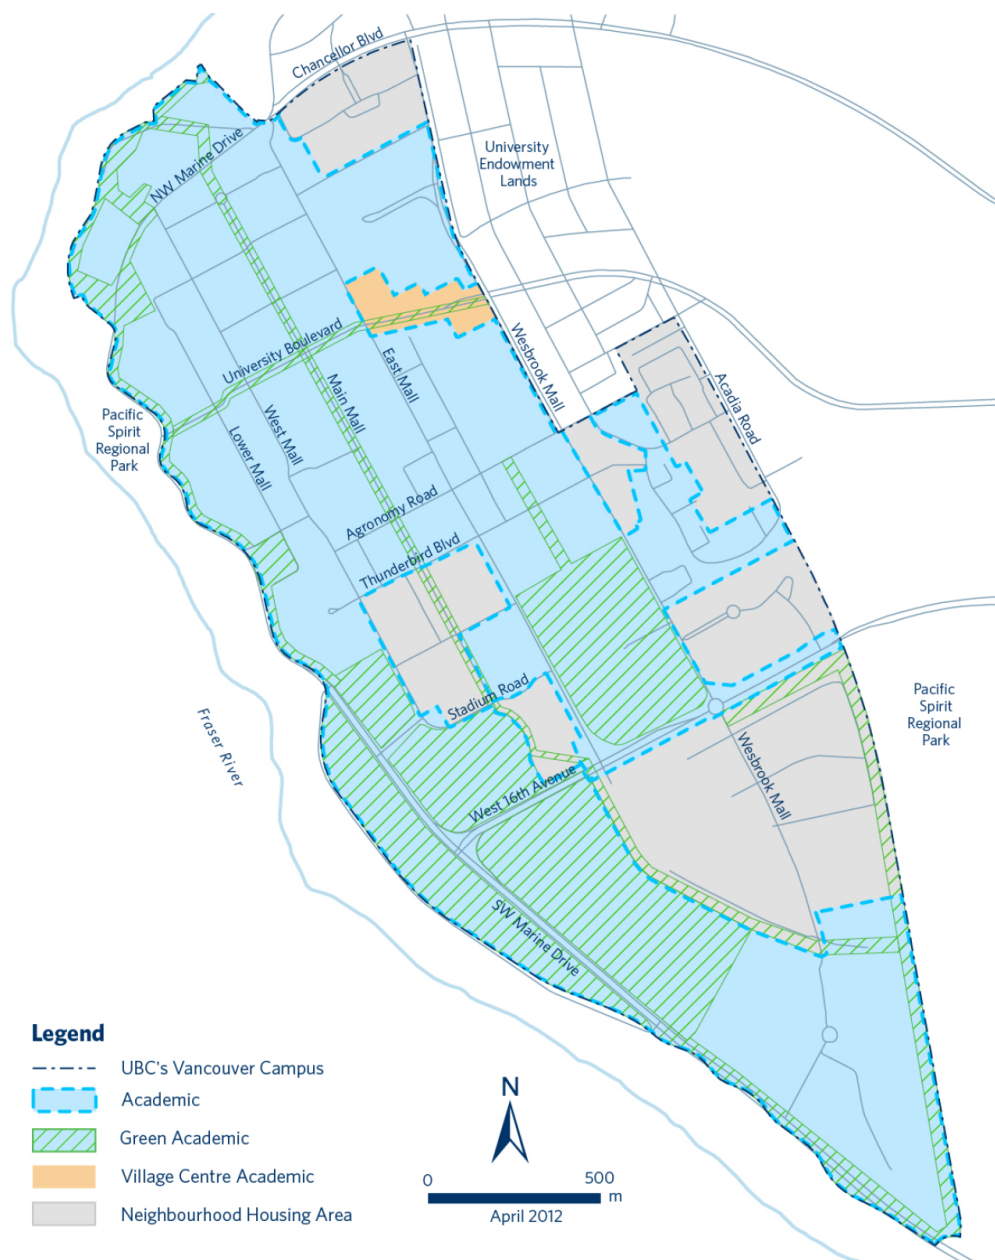 Chancellor Blvd
University
Endowment
Lands
NW Marine Drive
University Boulevard
Wesbrook Mall
East Mall
Main Mall
West Mall
Lower Mall
Acadia Road
Pacific
Spirit
Regional
Park
Agronomy Road
Thunderbird Blvd
Stadium Road
Fraser River
Pacific
Spirit
Regional
Park
Wesbrook Mall
West 16th Avenue
SW Marine Drive
Legend
UBC's Vancouver Campus
Academic
Green Academic
Village Centre Academic
Neighbourhood Housing Area
N
0 500
m
April 2012